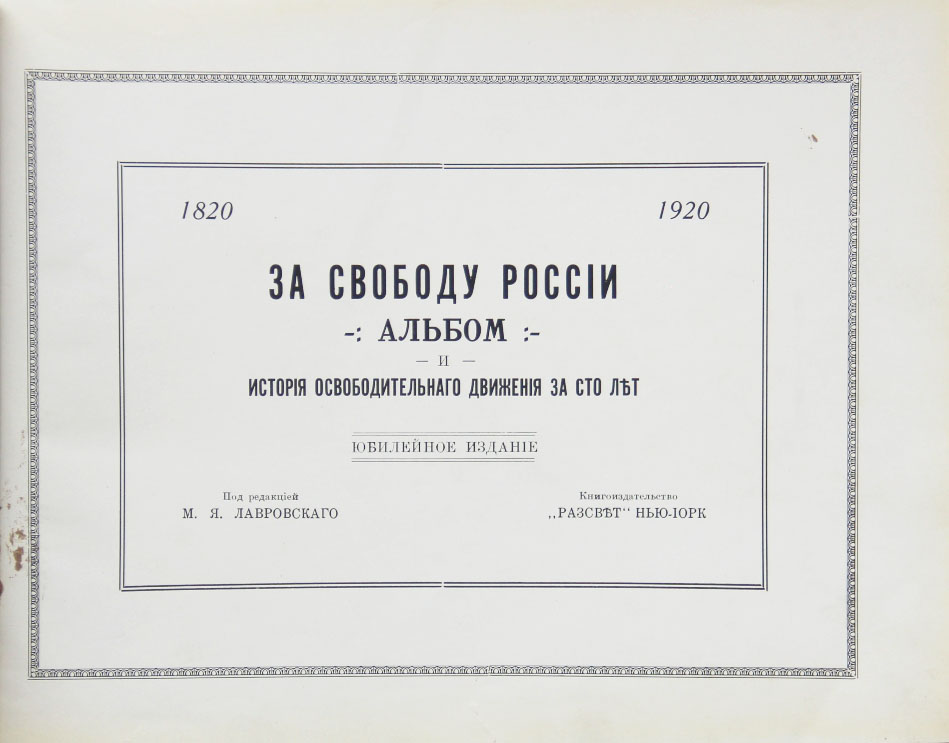 1820 1920
ЗА СВОБОДУ РОССІИ
-: АЛЬБОМ :-
— И —
ИСТОРІЯ ОСВОБОДИТЕЛЬНАГО ДВИЖЕНІЯ ЗА СТО ЛѢТ
ЮБИЛЕЙНОЕ ИЗДАНІЕ
Под редакціей
М. Я. ЛАВРОВСКАГО
Книгоиздательство
„РАЗСВѢТ" НЬЮ-ІОРК